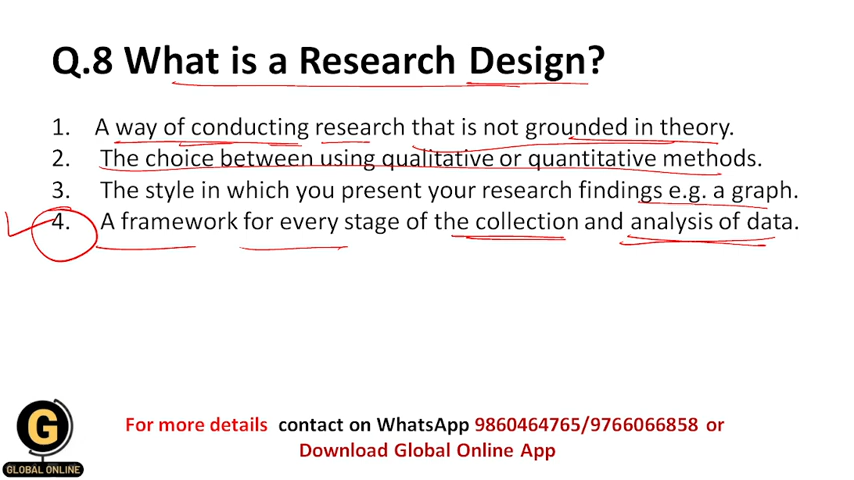 Q.8 What is a Research Design?
1. A way of conducting research that is not grounded in theory.
2. The choice between using qualitative or quantitative methods.
3. The style in which you present your research findings e.g. a graph.
4. A framework for every stage of the collection and analysis of data.
G
GLOBAL ONLINE
For more details contact on WhatsApp 9860464765/9766066858 or
Download Global Online App